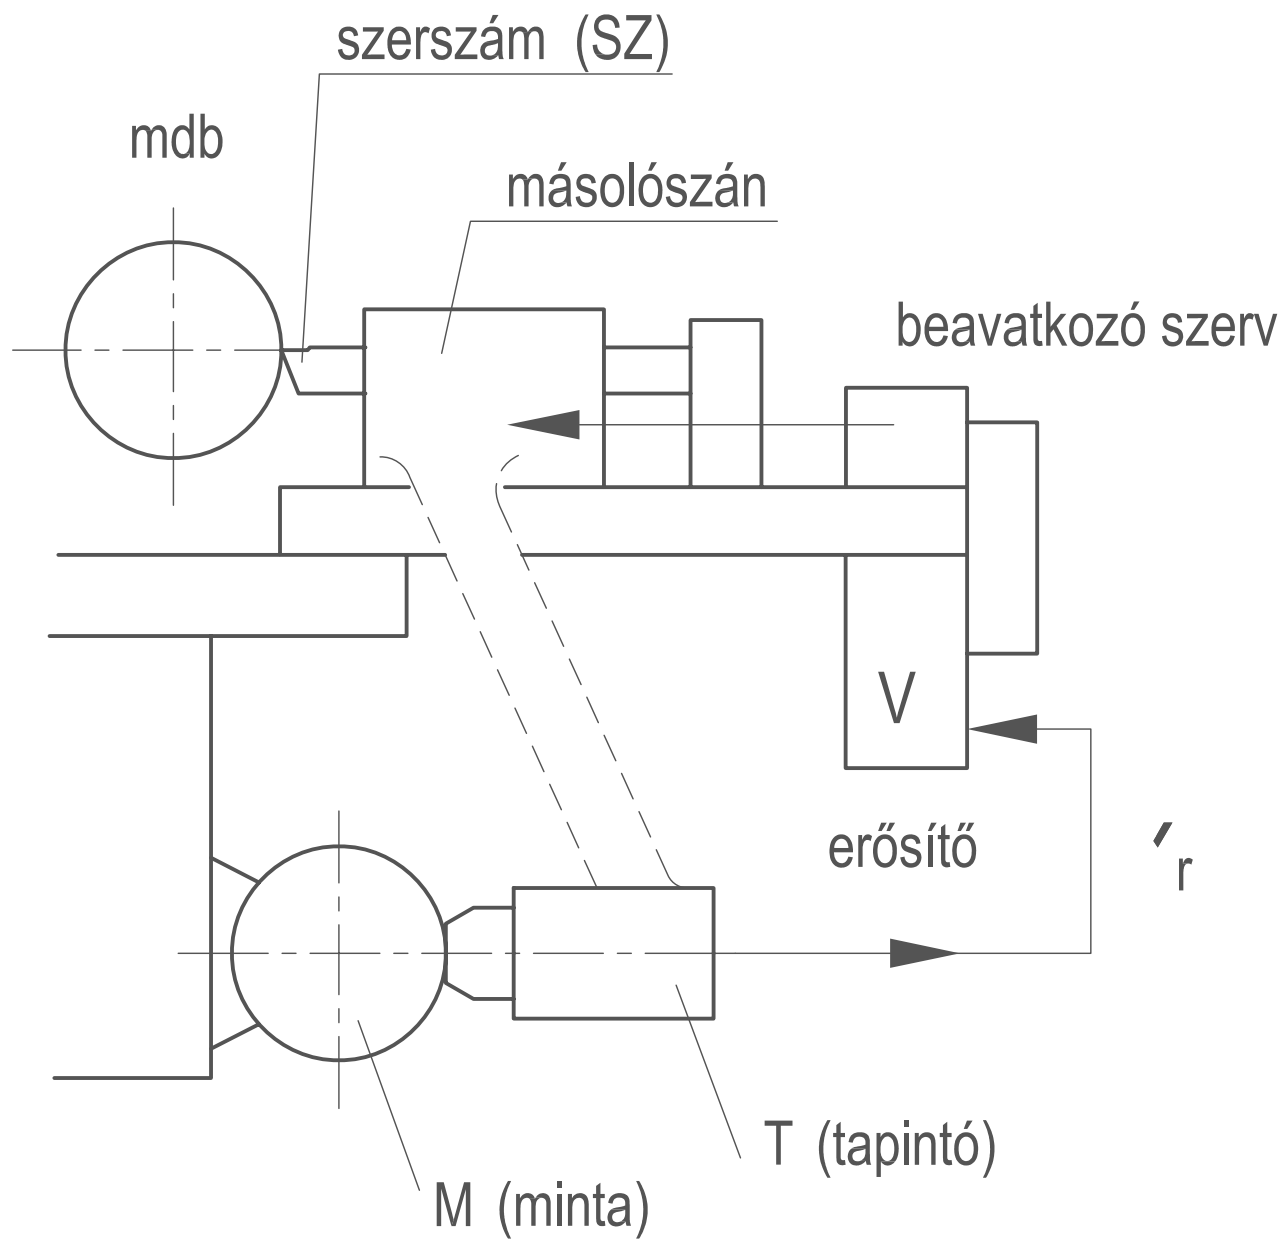 szerszám (SZ)
mdb
másolószán
beavatkozó szerv
V
erősítő
r
T (tapintó)
M (minta)